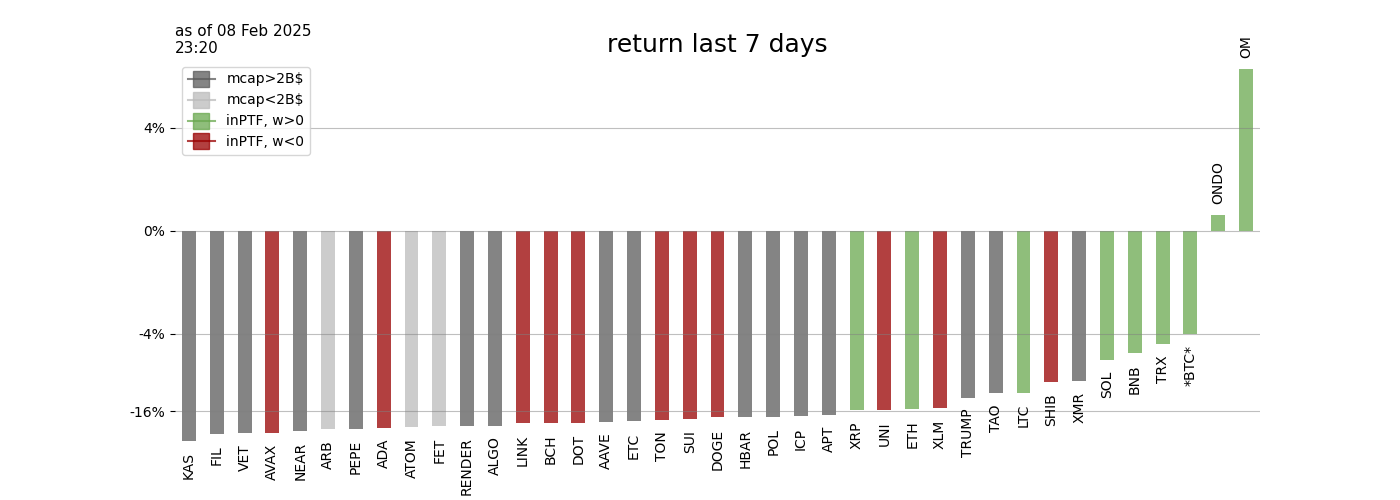 as of 08 Feb 2025
23:20
return last 7 days
mcap>2B$
mcap<2B$
inPTF, w>0
inPTF, w<0
4%
0%
-4%
-16%
KAS
FIL
VET
AVAX
NEAR
ARB
PEPE
ADA
ATOM
FET
RENDER
ALGO
LINK
BCH
DOT
AAVE
ETC
TON
SUI
DOGE
HBAR
POL
ICP
APT
XRP
UNI
ETH
XLM
TRUMP
TAO
LTC
SHIB
XMR
SOL
BNB
TRX
*BTC*
ONDO
OM